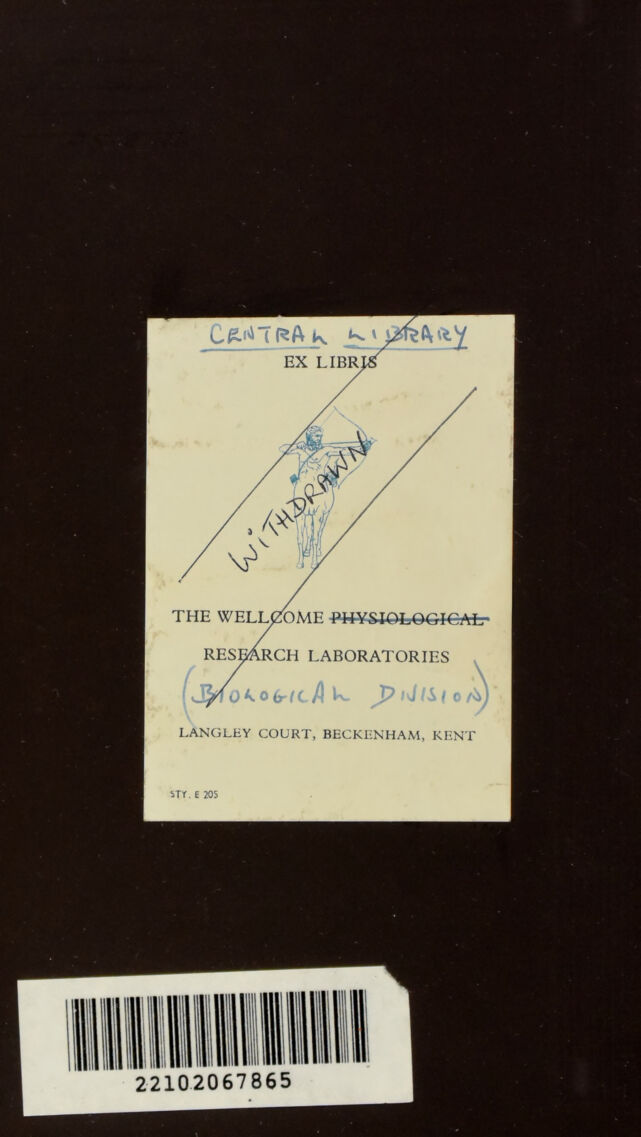 CENTRAL LIBRARY
EX LIBRIS
WITHDRAWN
THE WELLCOME PHYSIOLOGICAL
RESEARCH LABORATORIES
(BIOLOGICAL DIVISION)
LANGLEY COURT, BECKENHAM, KENT
STY. E 205
22102067865